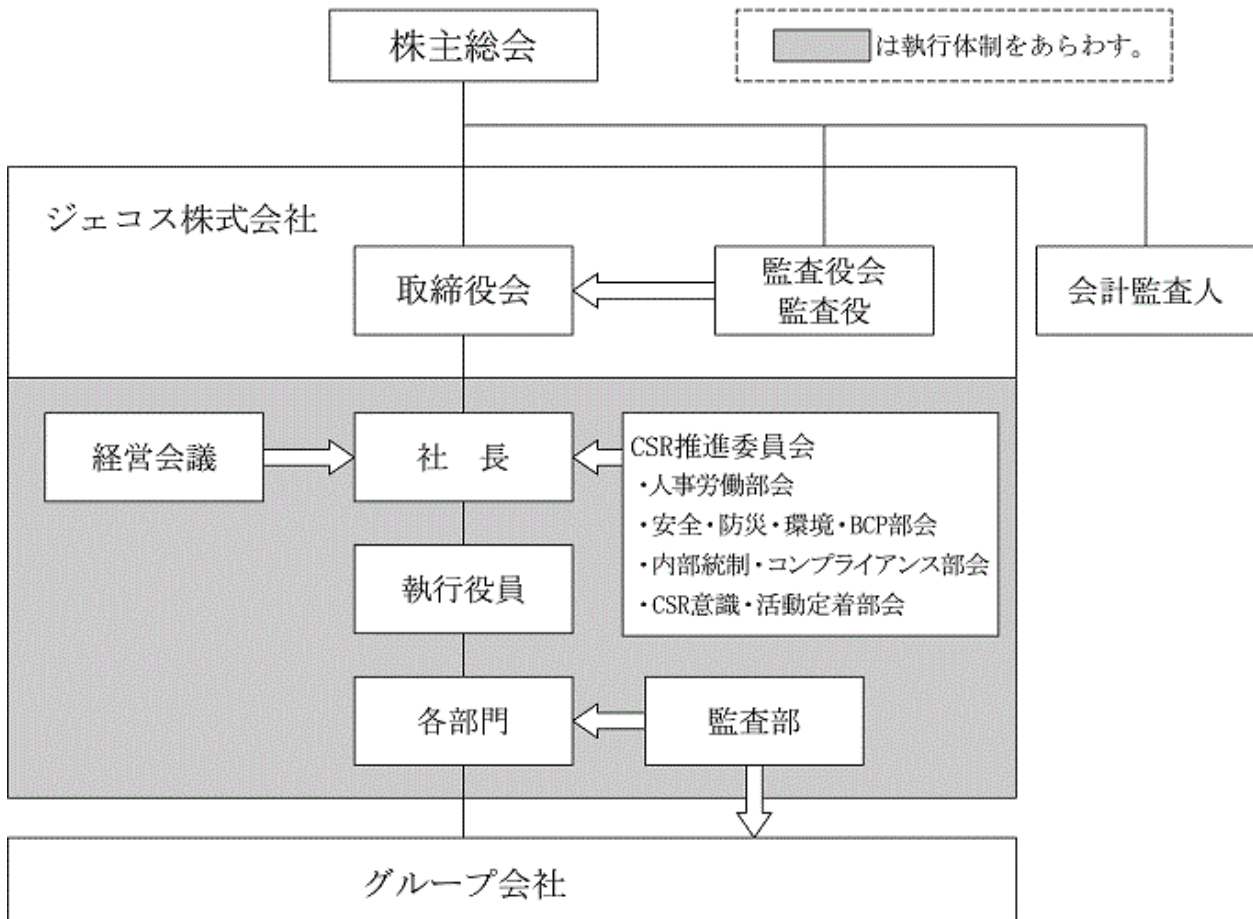 株主総会
は執行体制をあらわす。
ジェコス株式会社
取締役会
監査役会
監査役
会計監査人
経営会議
社　長
CSR推進委員会
・人事労働部会
・安全・防災・環境・BCP部会
・内部統制・コンプライアンス部会
・CSR意識・活動定着部会
執行役員
各部門
監査部
グループ会社